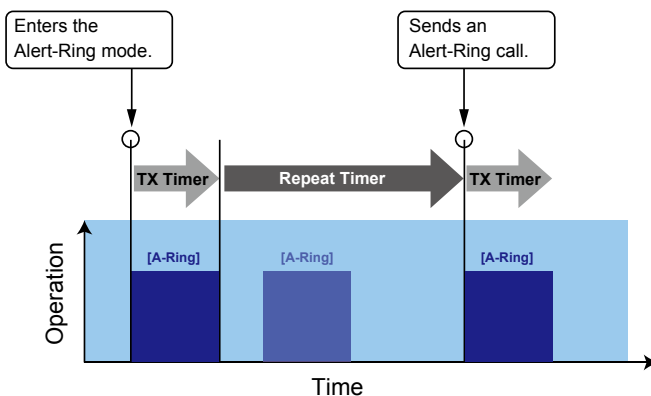 Enters the
Alert-Ring mode.
Sends an
Alert-Ring call.
TX Timer
Repeat Timer
TX Timer
[A-Ring]
[A-Ring]
[A-Ring]
Operation
Time